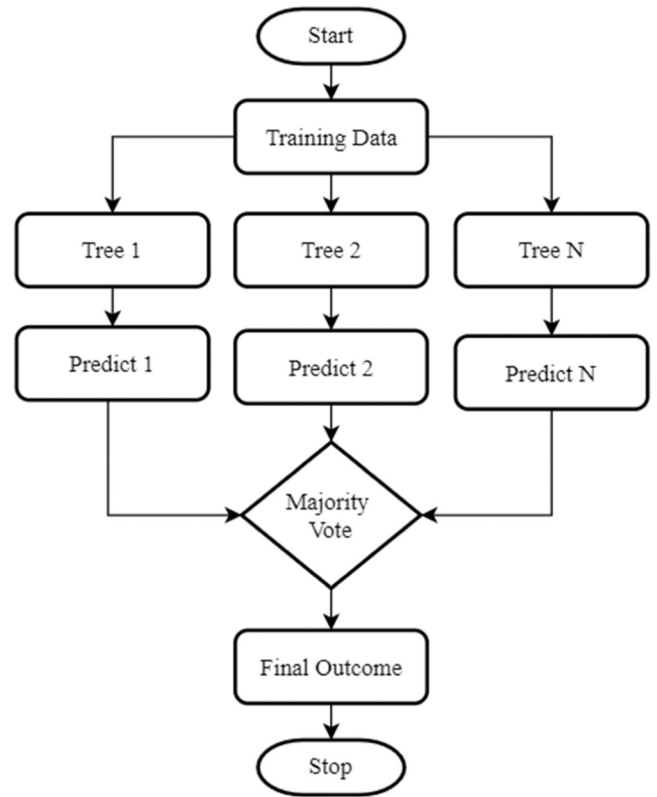 Start
Training Data
Tree 1
Tree 2
Tree N
Predict 1
Predict 2
Predict N
Majority
Vote
Final Outcome
Stop